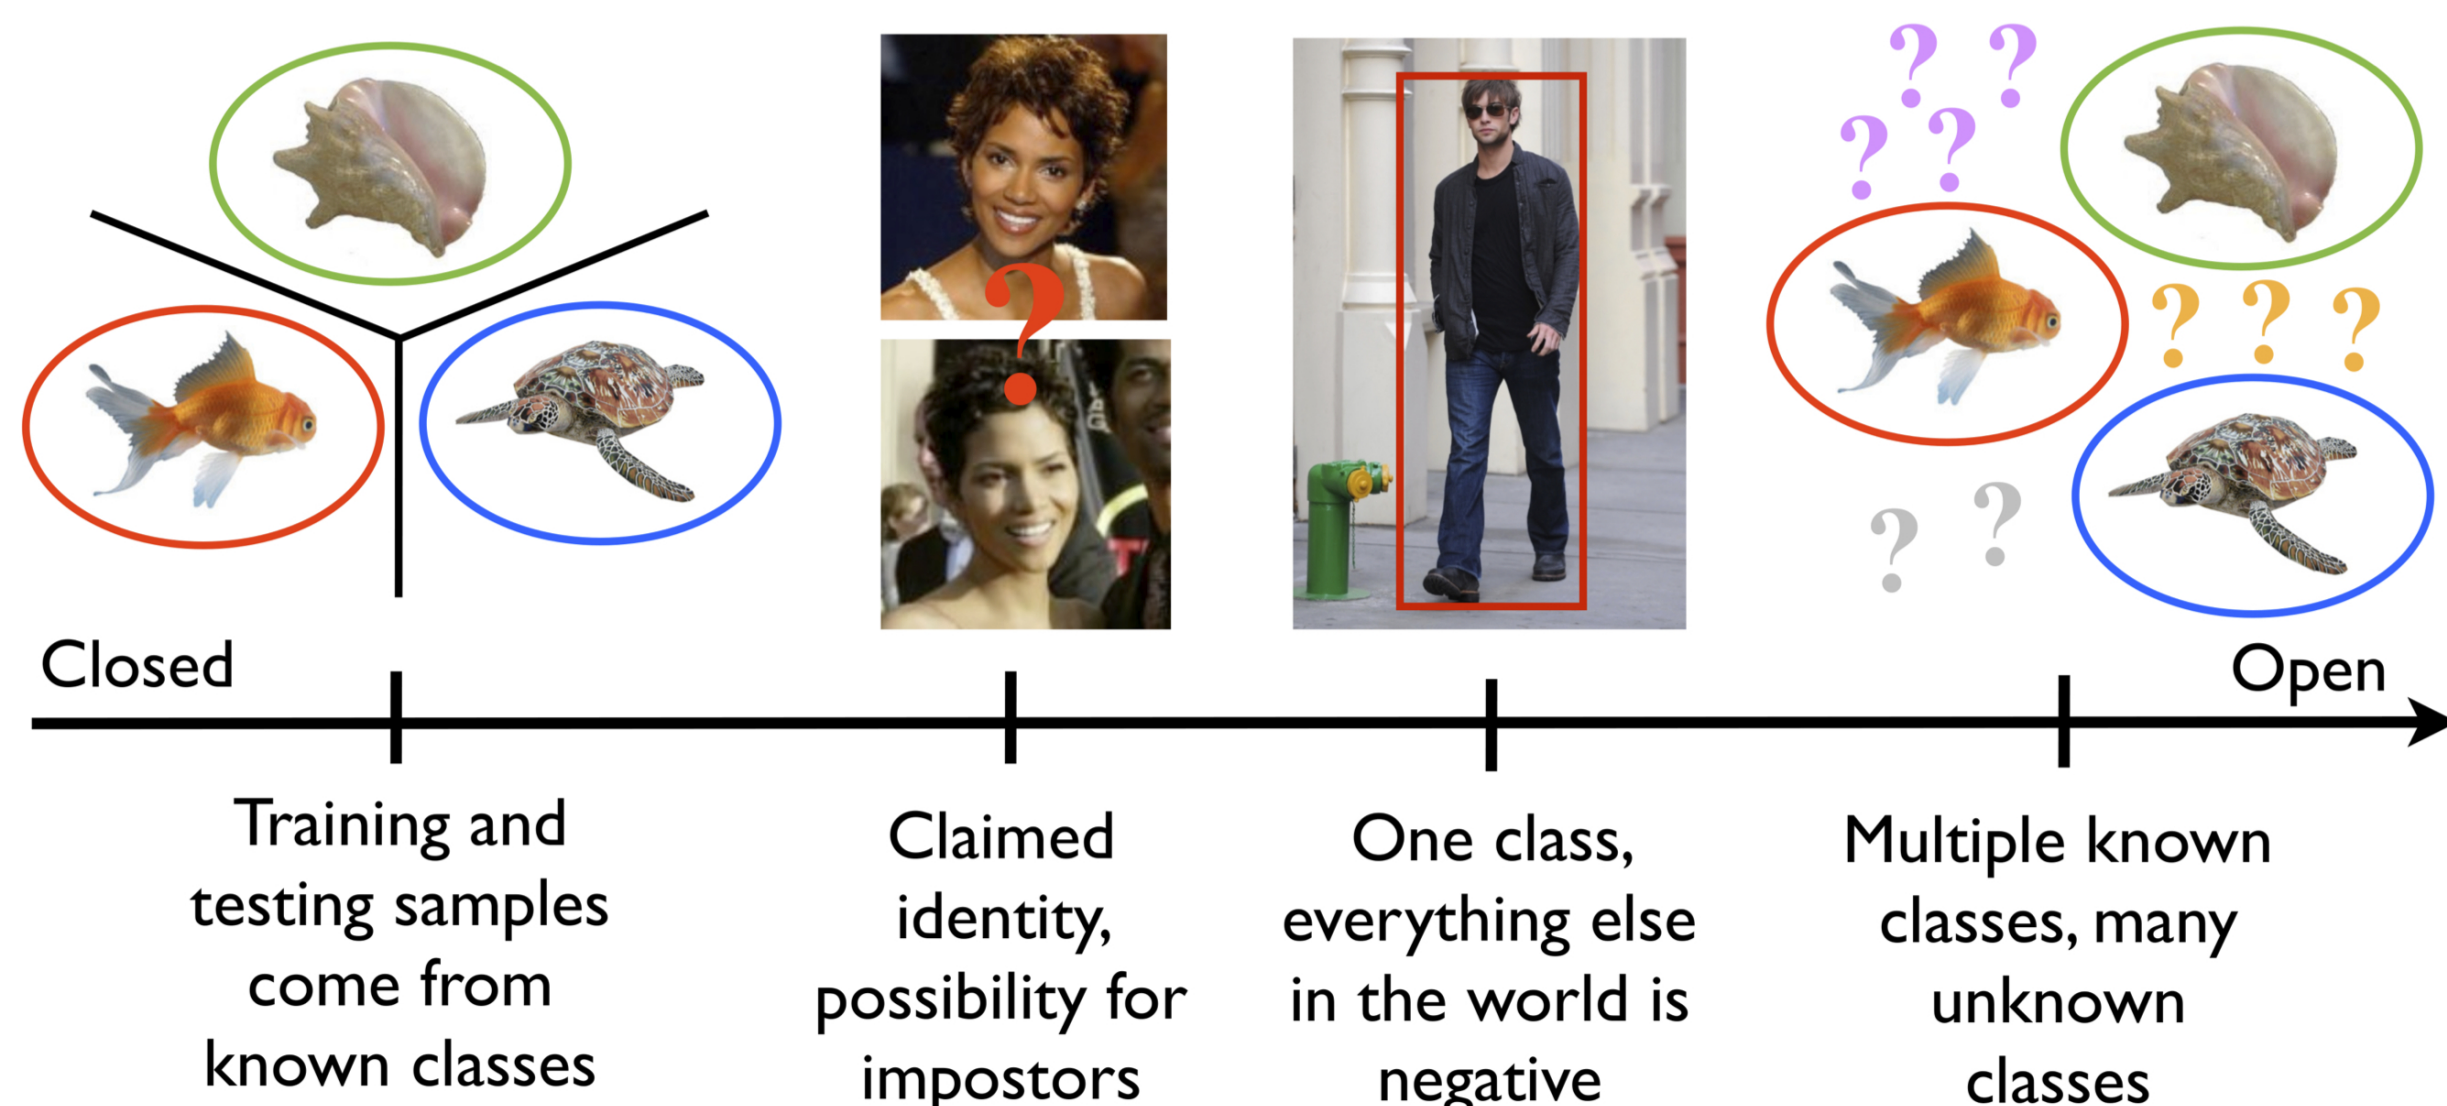 ? ?
? ?
?
? ? ?
? ?
Closed
Open
Training and
testing samples
come from
known classes
Claimed
identity,
possibility for
impostors
One class,
everything else
in the world is
negative
Multiple known
classes, many
unknown
classes